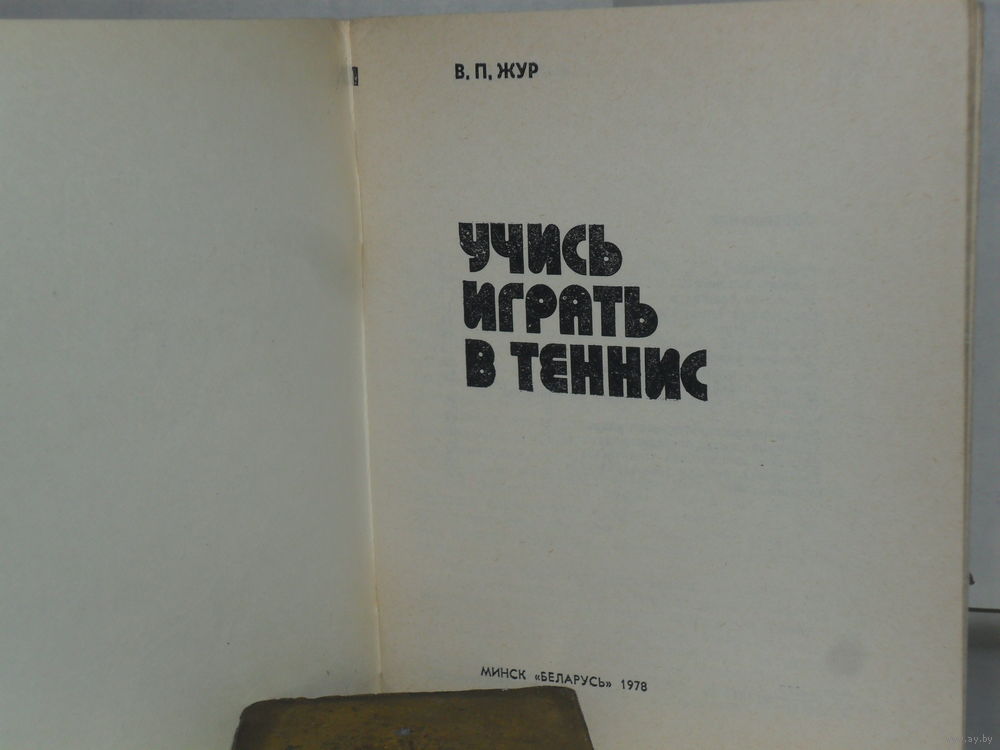 В. П. ЖУР
УЧИСЬ
ИГРАТЬ
В ТЕННИС
МИНСК «БЕЛАРУСЬ» 1978